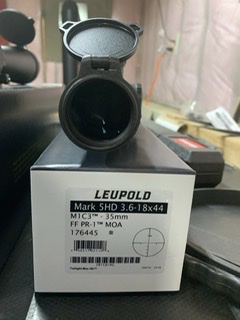 LEUPOLD
Mark 5HD 3.6-18x44
M1C3™ - 35mm
FF PR-1™ MOA
176445